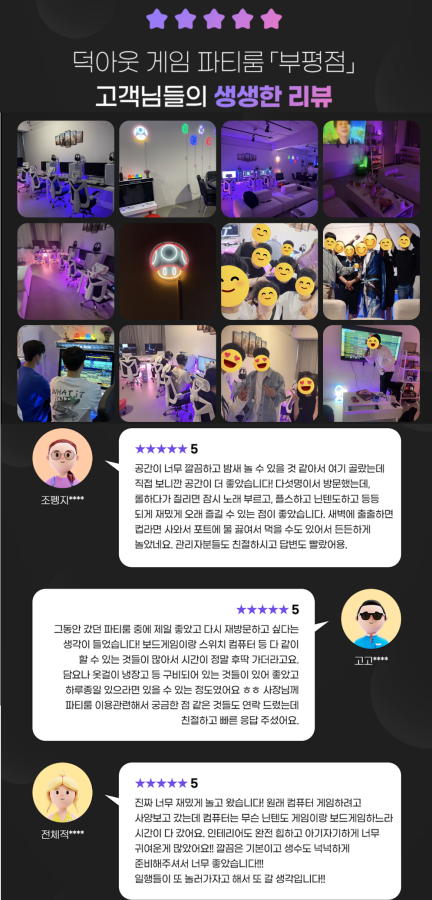 덕아웃 게임 파티룸 「부평점」
고객님들의 생생한 리뷰
★★★★★ 5
공간이 너무 깔끔하고 밤새 놀 수 있을 것 같아서 여기 골랐는데
직접 보니깐 공간이 더 좋았습니다! 다섯명이서 방문했는데,
롤하다가 질리면 잠시 노래 부르고, 플스하고 닌텐도하고 등등
되게 재밌게 오래 즐길 수 있는 점이 좋았습니다. 새벽에 출출하면
컵라면 사와서 포트에 물 끓여서 먹을 수도 있어서 든든하게
놀았네요. 관리자분들도 친절하시고 답변도 빨랐어용.
조펭지****
★★★★★ 5
그동안 갔던 파티룸 중에 제일 좋았고 다시 재방문하고 싶다는
생각이 들었습니다! 보드게임이랑 스위치 컴퓨터 등 다 같이
할 수 있는 것들이 많아서 시간이 정말 후딱 가더라고요.
담요나 옷걸이 냉장고 등 구비되어 있는 것들이 있어 좋았고
하루종일 있으라면 있을 수 있는 정도였어요 ㅎㅎ 사장님께
파티룸 이용관련해서 궁금한 점 같은 것들도 연락 드렸는데
친절하고 빠른 응답 주셨어요.
고고****
★★★★★ 5
진짜 너무 재밌게 놀고 왔습니다! 원래 컴퓨터 게임하려고
사양보고 갔는데 컴퓨터는 무슨 닌텐도 게임이랑 보드게임하느라
시간이 다 갔어요. 인테리어도 완전 힙하고 아기자기하게 너무
귀여운게 많아요!! 깔끔은 기본이고 생수도 넉넉하게
준비해주셔서 너무 좋았습니다!!!
일행들이 또 놀러가자고 해서 또 갈 생각입니다!!
전체적****